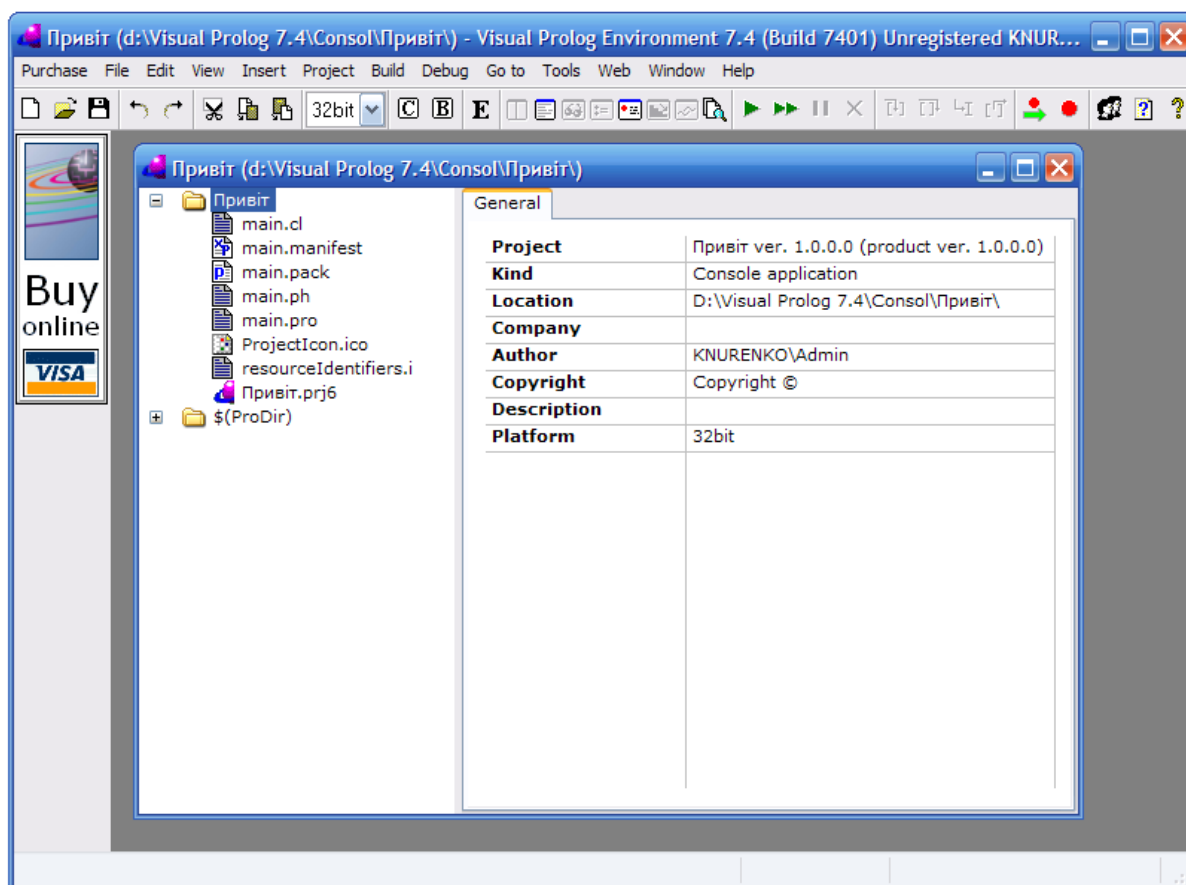 Привіт (d:\Visual Prolog 7.4\Consol\Привіт\) - Visual Prolog Environment 7.4 (Build 7401) Unregistered KNUR...
Purchase File Edit View Insert Project Build Debug Go to Tools Web Window Help
32bit C B E
Buy
online
VISA
Привіт (d:\Visual Prolog 7.4\Consol\Привіт\)
Привіт
main.cl
main.manifest
main.pack
main.ph
main.pro
ProjectIcon.ico
resourceIdentifiers.i
Привіт.prj6
$(ProDir)
General
Project Привіт ver. 1.0.0.0 (product ver. 1.0.0.0)
Kind Console application
Location D:\Visual Prolog 7.4\Consol\Привіт\
Company
Author KNURENKO\Admin
Copyright Copyright ©
Description
Platform 32bit